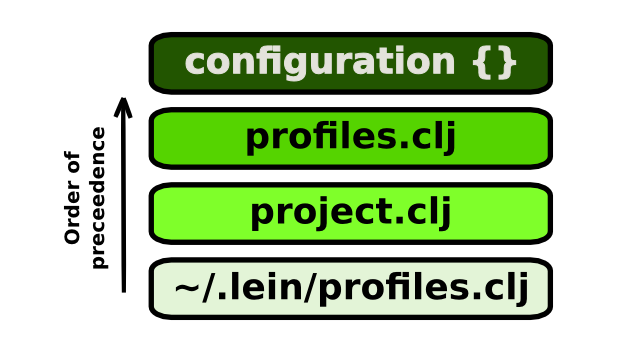 configuration {}
profiles.clj
project.clj
~/.lein/profiles.clj
Order of
preceedence